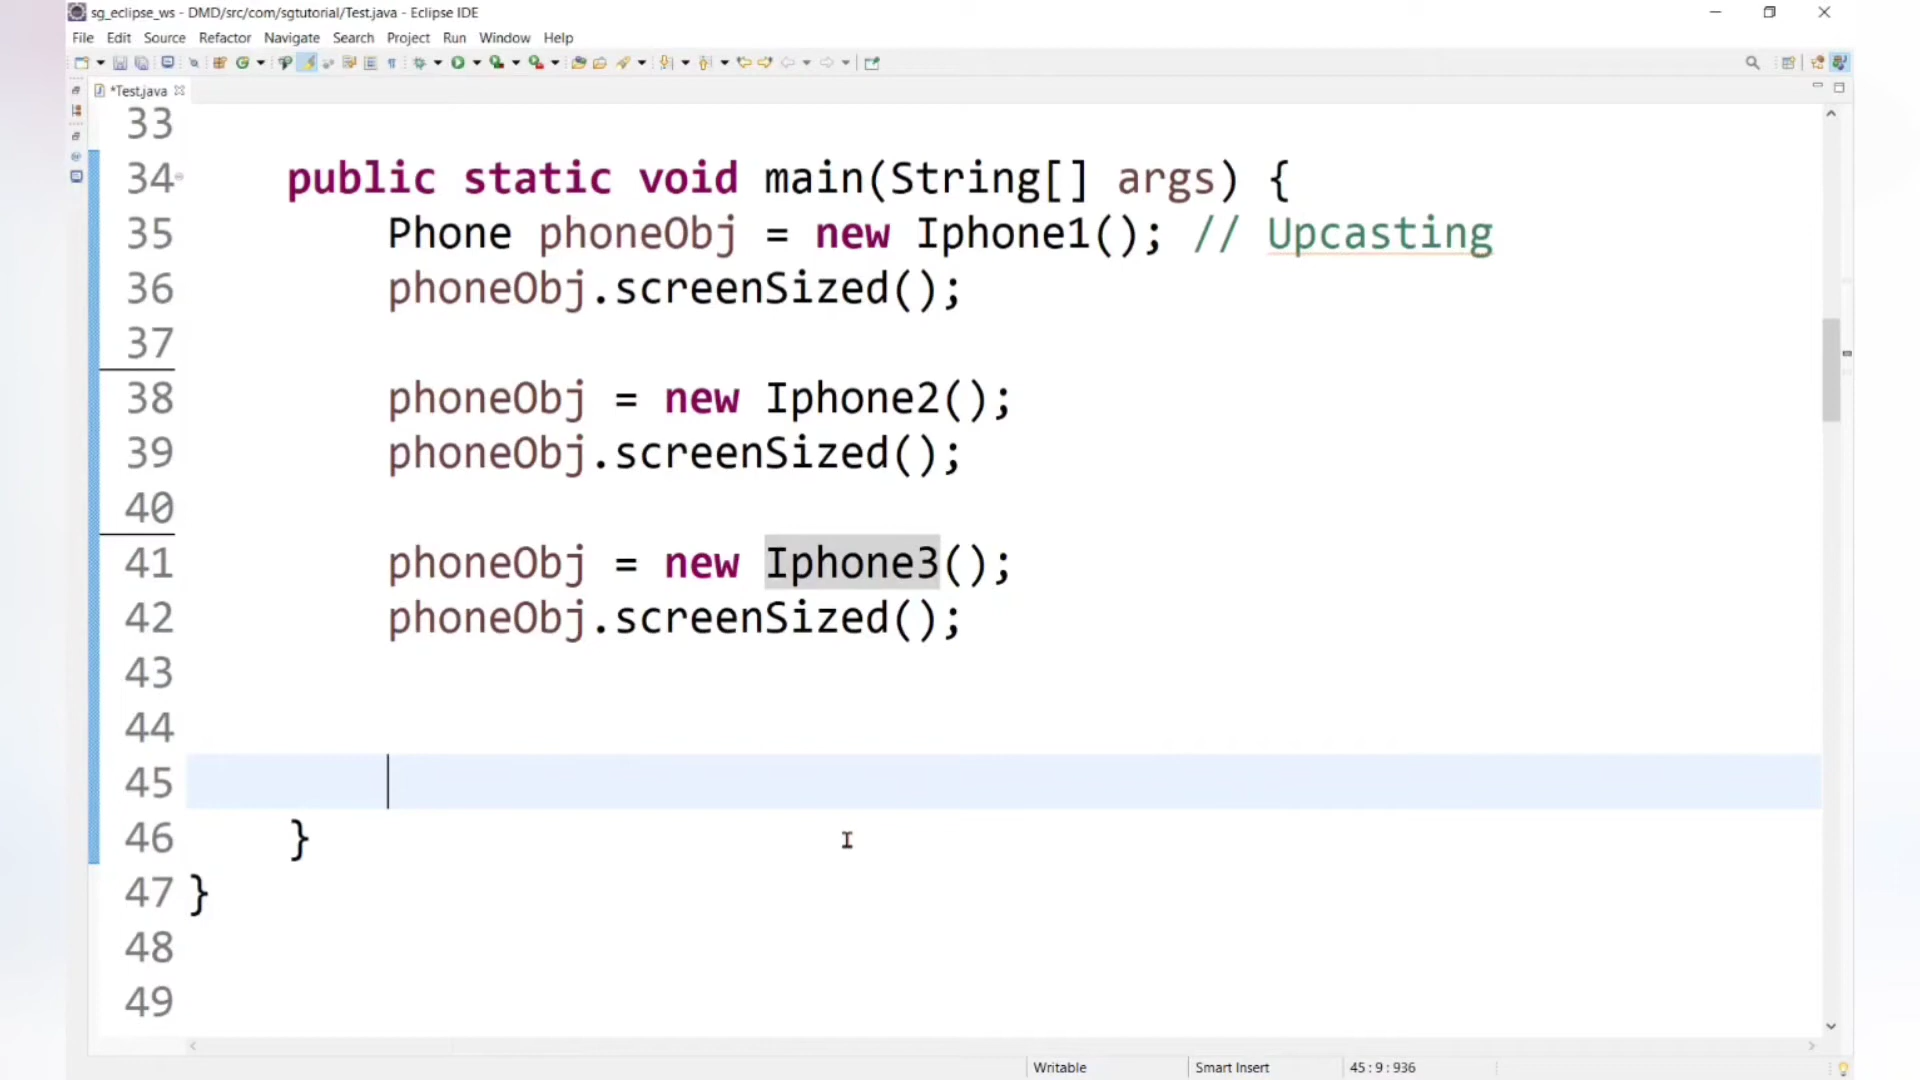 sg_eclipse_ws - DMD/src/com/sgtutorial/Test.java - Eclipse IDE
File Edit Source Refactor Navigate Search Project Run Window Help
*Test.java
33
34 public static void main(String[] args) {
35 Phone phoneObj = new Iphone1(); // Upcasting
36 phoneObj.screenSized();
37
38 phoneObj = new Iphone2();
39 phoneObj.screenSized();
40
41 phoneObj = new Iphone3();
42 phoneObj.screenSized();
43
44
45
46 }
47 }
48
49
Writable Smart Insert 45 : 9 : 936